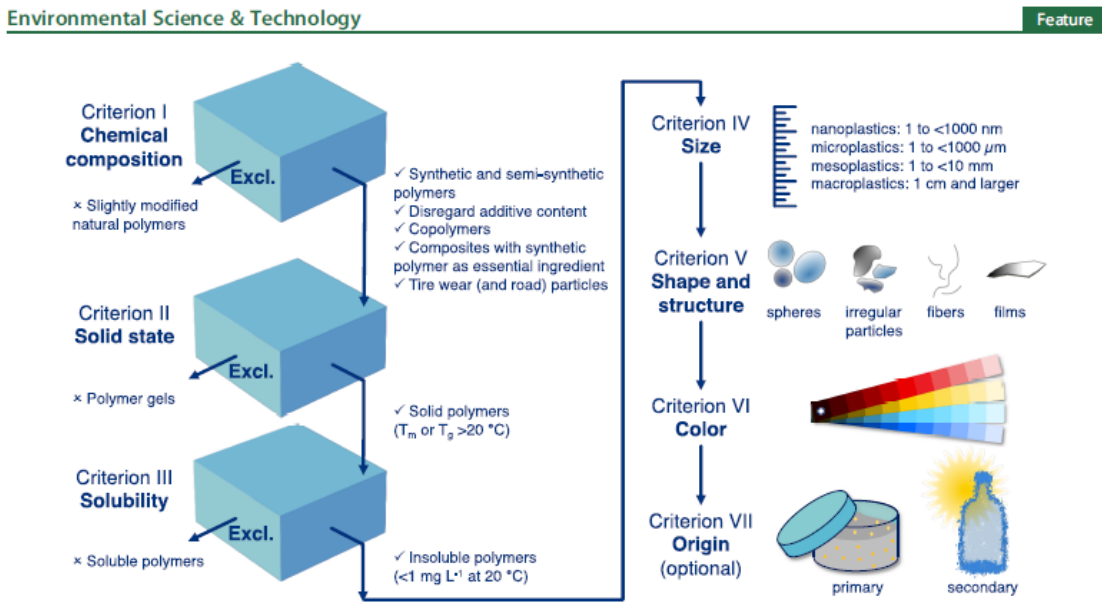 Environmental Science & Technology
Feature
Criterion I
Chemical
composition
Excl.
× Slightly modified
natural polymers
✓ Synthetic and semi-synthetic
polymers
✓ Disregard additive content
✓ Copolymers
✓ Composites with synthetic
polymer as essential ingredient
✓ Tire wear (and road) particles
Criterion II
Solid state
Excl.
× Polymer gels
✓ Solid polymers
(Tm or Tg >20 °C)
Criterion III
Solubility
Excl.
× Soluble polymers
✓ Insoluble polymers
(<1 mg L-1 at 20 °C)
Criterion IV
Size
nanoplastics: 1 to <1000 nm
microplastics: 1 to <1000 µm
mesoplastics: 1 to <10 mm
macroplastics: 1 cm and larger
Criterion V
Shape and
structure
spheres
irregular
particles
fibers
films
Criterion VI
Color
Criterion VII
Origin
(optional)
primary
secondary